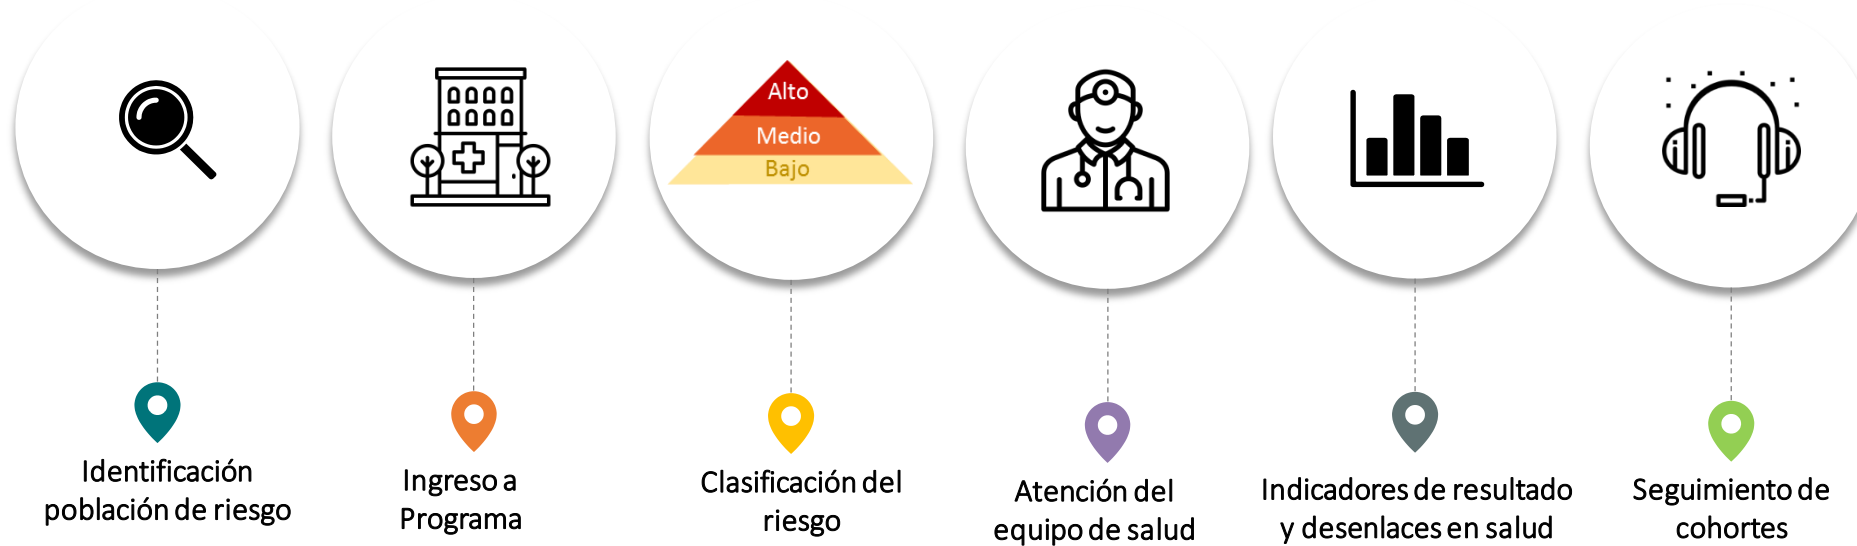 Alto
Medio
Bajo
Identificación
población de riesgo
Ingreso a
Programa
Clasificación del
riesgo
Atención del
equipo de salud
Indicadores de resultado
y desenlaces en salud
Seguimiento de
cohortes